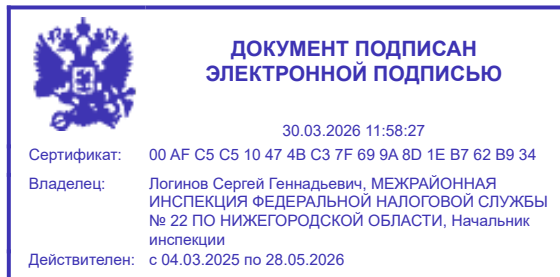 ДОКУМЕНТ ПОДПИСАН
ЭЛЕКТРОННОЙ ПОДПИСЬЮ
30.03.2026 11:58:27
Сертификат: 00 AF C5 C5 10 47 4B C3 7F 69 9A 8D 1E B7 62 B9 34
Владелец: Логинов Сергей Геннадьевич, МЕЖРАЙОННАЯ
ИНСПЕКЦИЯ ФЕДЕРАЛЬНОЙ НАЛОГОВОЙ СЛУЖБЫ
№ 22 ПО НИЖЕГОРОДСКОЙ ОБЛАСТИ, Начальник
инспекции
Действителен: с 04.03.2025 по 28.05.2026